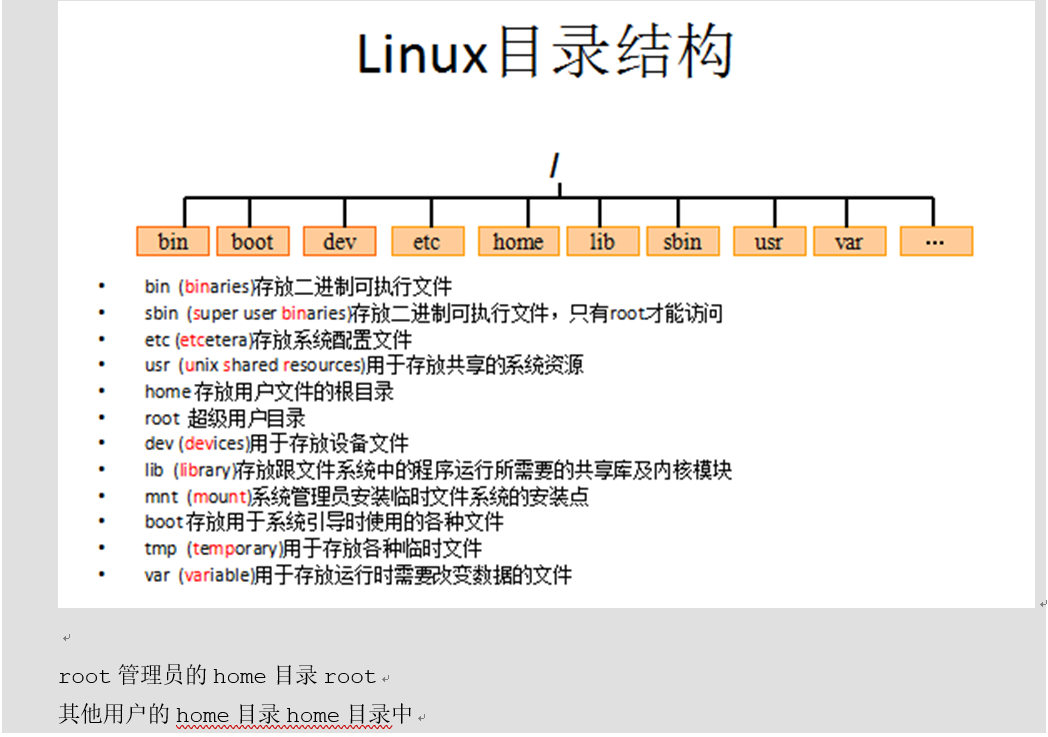 Linux目录结构
/
bin boot dev etc home lib sbin usr var ...
• bin (binaries)存放二进制可执行文件
• sbin (super user binaries)存放二进制可执行文件，只有root才能访问
• etc (etcetera)存放系统配置文件
• usr (unix shared resources)用于存放共享的系统资源
• home 存放用户文件的根目录
• root 超级用户目录
• dev (devices)用于存放设备文件
• lib (library)存放跟文件系统中的程序运行所需要的共享库及内核模块
• mnt (mount)系统管理员安装临时文件系统的安装点
• boot 存放用于系统引导时使用的各种文件
• tmp (temporary)用于存放各种临时文件
• var (variable)用于存放运行时需要改变数据的文件
root 管理员的 home 目录 root
其他用户的 home 目录 home 目录中